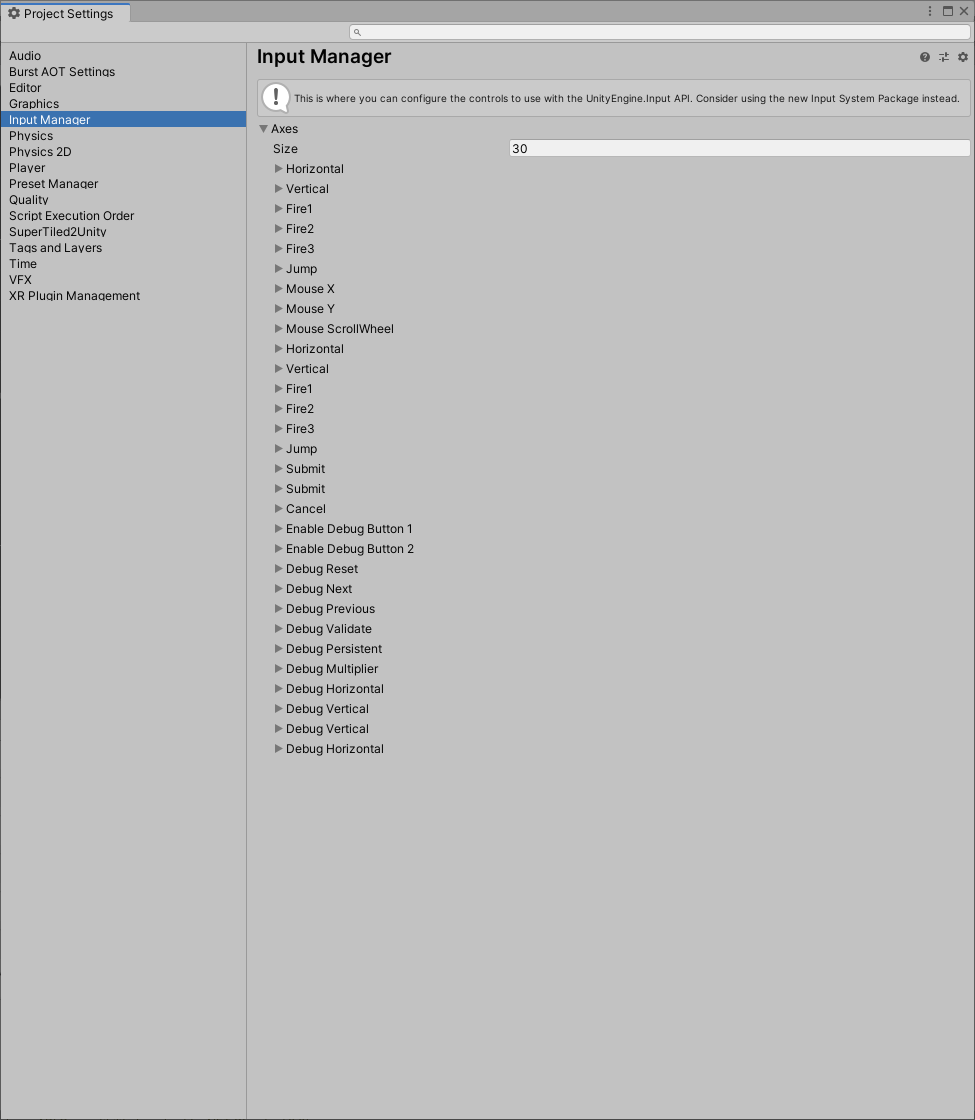 Project Settings
Audio
Burst AOT Settings
Editor
Graphics
Input Manager
Physics
Physics 2D
Player
Preset Manager
Quality
Script Execution Order
SuperTiled2Unity
Tags and Layers
Time
VFX
XR Plugin Management
Input Manager
This is where you can configure the controls to use with the UnityEngine.Input API. Consider using the new Input System Package instead.
Axes
Size 30
Horizontal
Vertical
Fire1
Fire2
Fire3
Jump
Mouse X
Mouse Y
Mouse ScrollWheel
Horizontal
Vertical
Fire1
Fire2
Fire3
Jump
Submit
Submit
Cancel
Enable Debug Button 1
Enable Debug Button 2
Debug Reset
Debug Next
Debug Previous
Debug Validate
Debug Persistent
Debug Multiplier
Debug Horizontal
Debug Vertical
Debug Vertical
Debug Horizontal